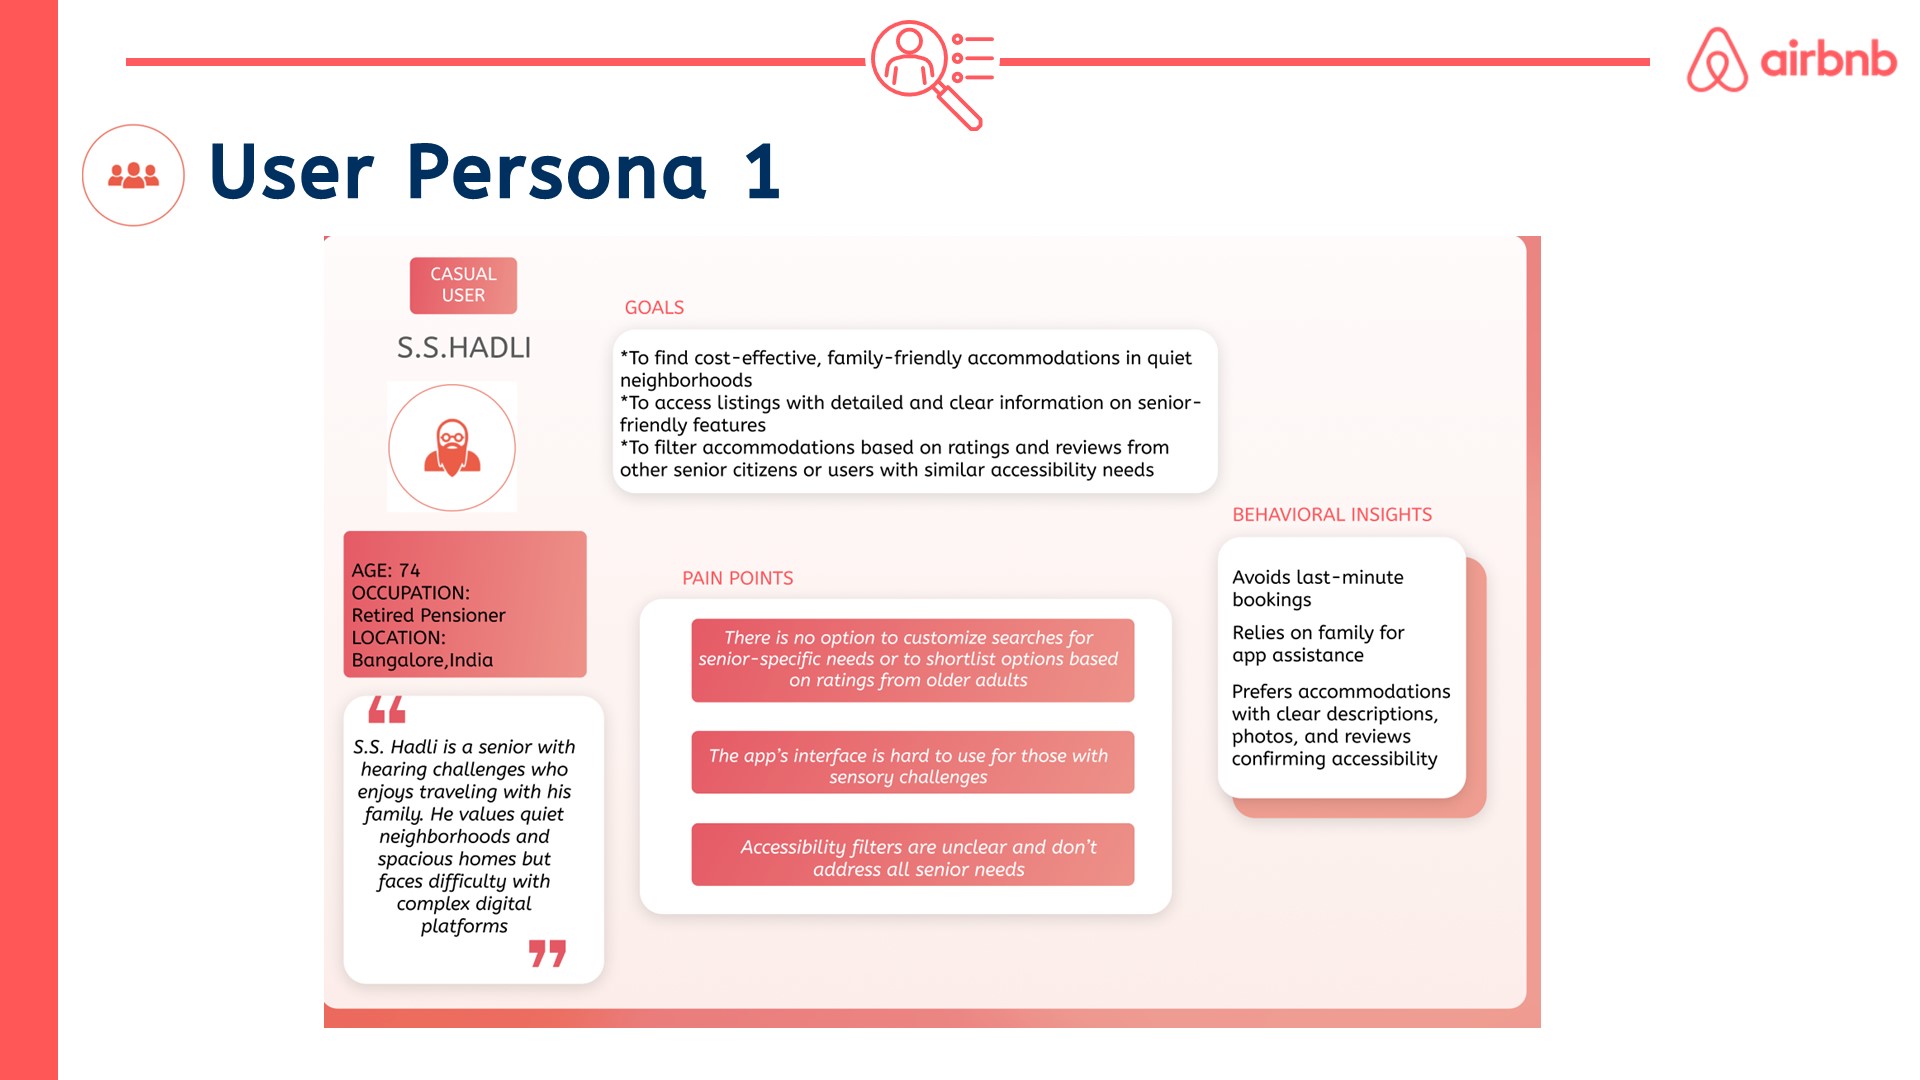 airbnb
User Persona 1
CASUAL
USER
S.S.HADLI
AGE: 74
OCCUPATION:
Retired Pensioner
LOCATION:
Bangalore,India
❝
S.S. Hadli is a senior with
hearing challenges who
enjoys traveling with his
family. He values quiet
neighborhoods and
spacious homes but
faces difficulty with
complex digital
platforms
❞
GOALS
*To find cost-effective, family-friendly accommodations in quiet
neighborhoods
*To access listings with detailed and clear information on senior-
friendly features
*To filter accommodations based on ratings and reviews from
other senior citizens or users with similar accessibility needs
PAIN POINTS
There is no option to customize searches for
senior-specific needs or to shortlist options based
on ratings from older adults
The app's interface is hard to use for those with
sensory challenges
Accessibility filters are unclear and don't
address all senior needs
BEHAVIORAL INSIGHTS
Avoids last-minute
bookings
Relies on family for
app assistance
Prefers accommodations
with clear descriptions,
photos, and reviews
confirming accessibility